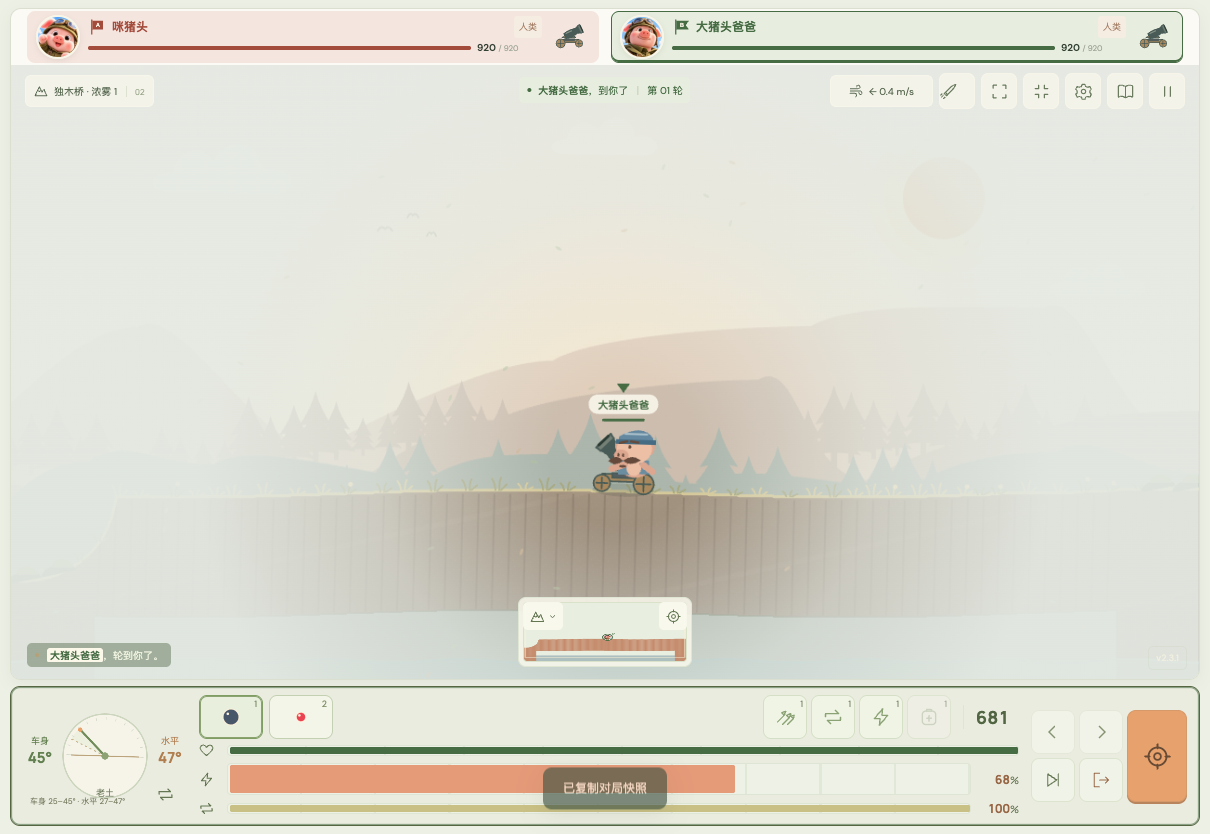 咪猪头
人类
920 / 920
大猪头爸爸
人类
920 / 920
独木桥 · 浓雾 1 02
大猪头爸爸，到你了 第 01 轮
← 0.4 m/s
大猪头爸爸
大猪头爸爸，轮到你了。
v2.3.1
1
2
1
1
1
1
681
车身
45°
水平
47°
老土
车身 25–45° · 水平 27–47°
68%
已复制对局快照
100%